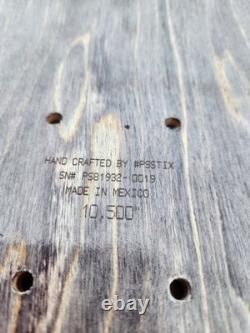 HAND CRAFTED BY #PSSTIX
SN# PS81932-0019
MADE IN MEXICO
10.500"